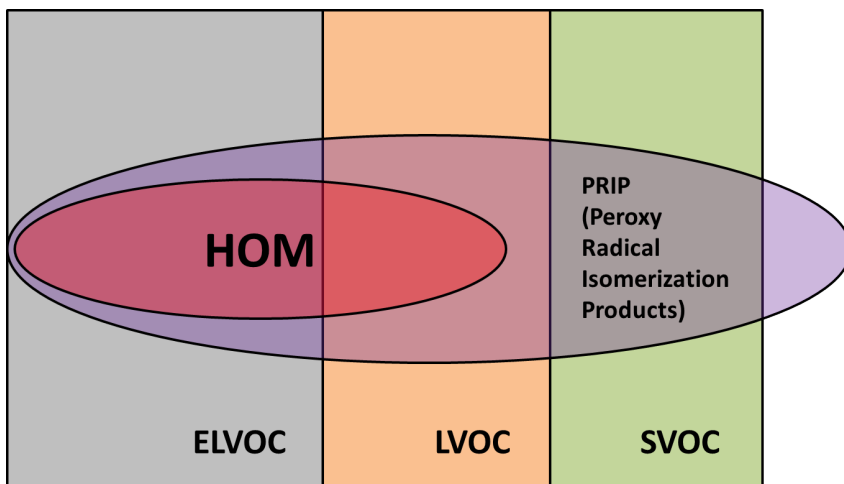 PRIP
(Peroxy
Radical
Isomerization
Products)
HOM
ELVOC
LVOC
SVOC